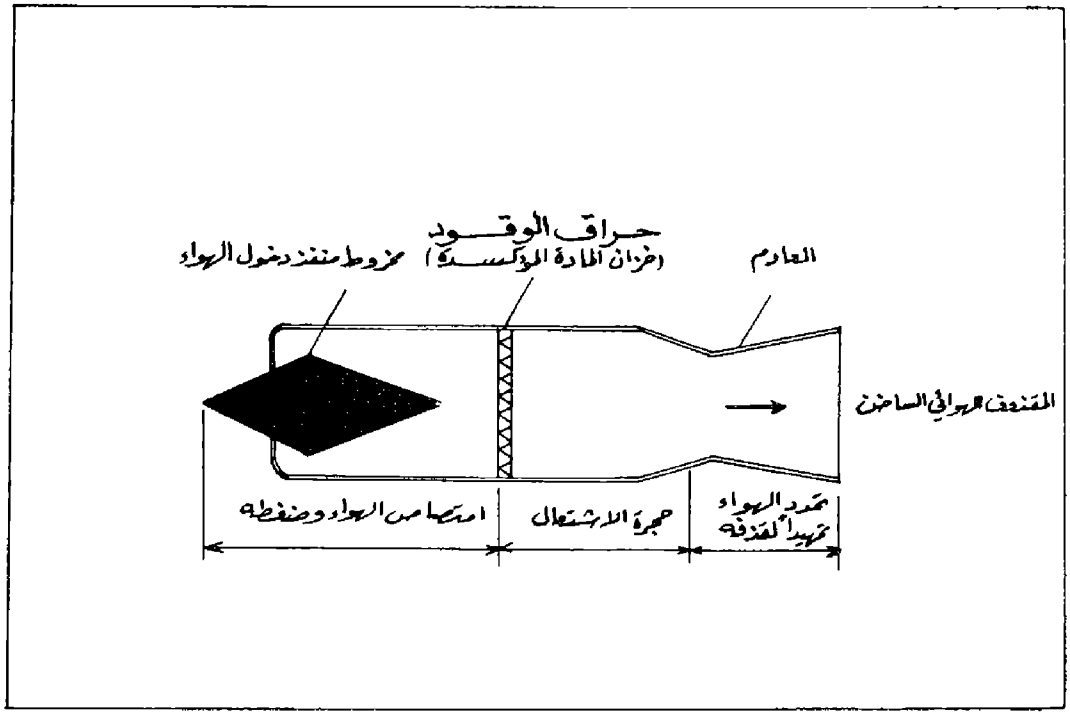 حراق الوقود
(خزان المادة المؤكسدة)
العادم
مخروط منفذ دخول الهواء
المقذوف الهوائي الساخن
تمدد الهواء
تمهيداً لقذفه
حجرة الاشتعال
امتصاص الهواء وضغطه